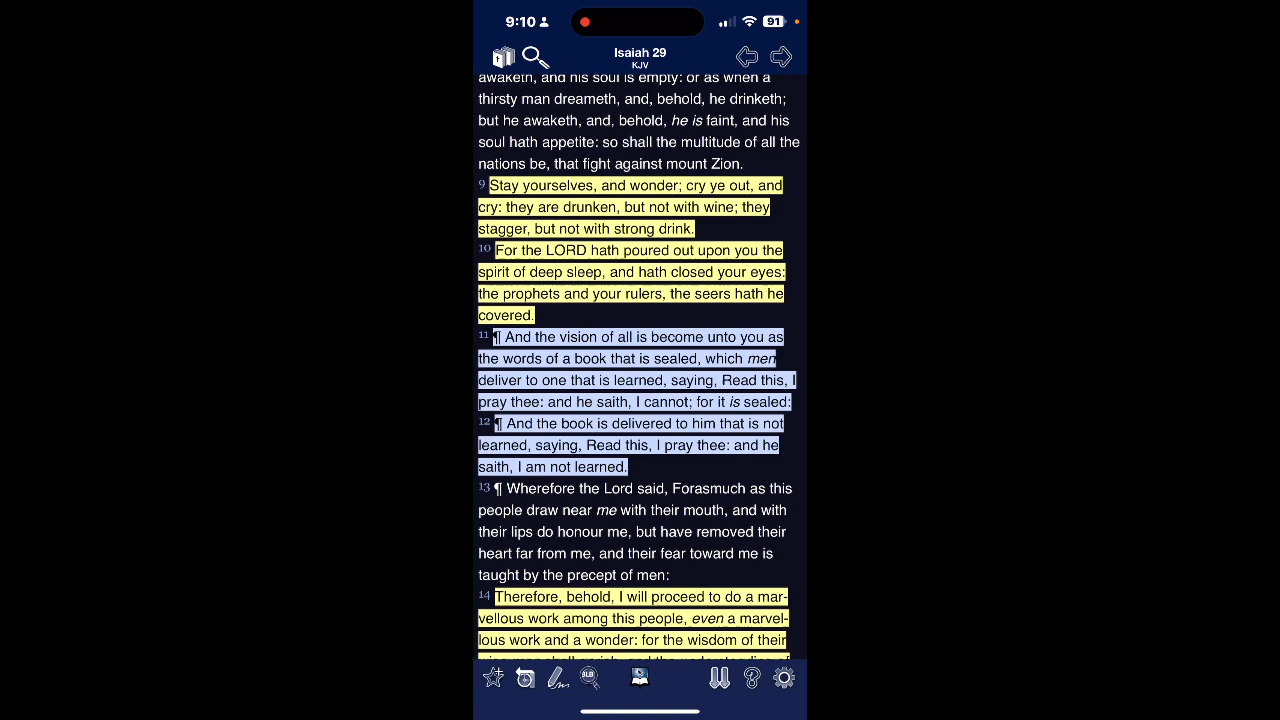 9:10
91
Isaiah 29
KJV
awaketh, and his soul is empty: or as when a
thirsty man dreameth, and, behold, he drinketh;
but he awaketh, and, behold, he is faint, and his
soul hath appetite: so shall the multitude of all the
nations be, that fight against mount Zion.
9 Stay yourselves, and wonder; cry ye out, and
cry: they are drunken, but not with wine; they
stagger, but not with strong drink.
10 For the LORD hath poured out upon you the
spirit of deep sleep, and hath closed your eyes:
the prophets and your rulers, the seers hath he
covered.
11 ¶ And the vision of all is become unto you as
the words of a book that is sealed, which men
deliver to one that is learned, saying, Read this, I
pray thee: and he saith, I cannot; for it is sealed:
12 ¶ And the book is delivered to him that is not
learned, saying, Read this, I pray thee: and he
saith, I am not learned.
13 ¶ Wherefore the Lord said, Forasmuch as this
people draw near me with their mouth, and with
their lips do honour me, but have removed their
heart far from me, and their fear toward me is
taught by the precept of men:
14 Therefore, behold, I will proceed to do a mar-
vellous work among this people, even a marvel-
lous work and a wonder: for the wisdom of their
BLB